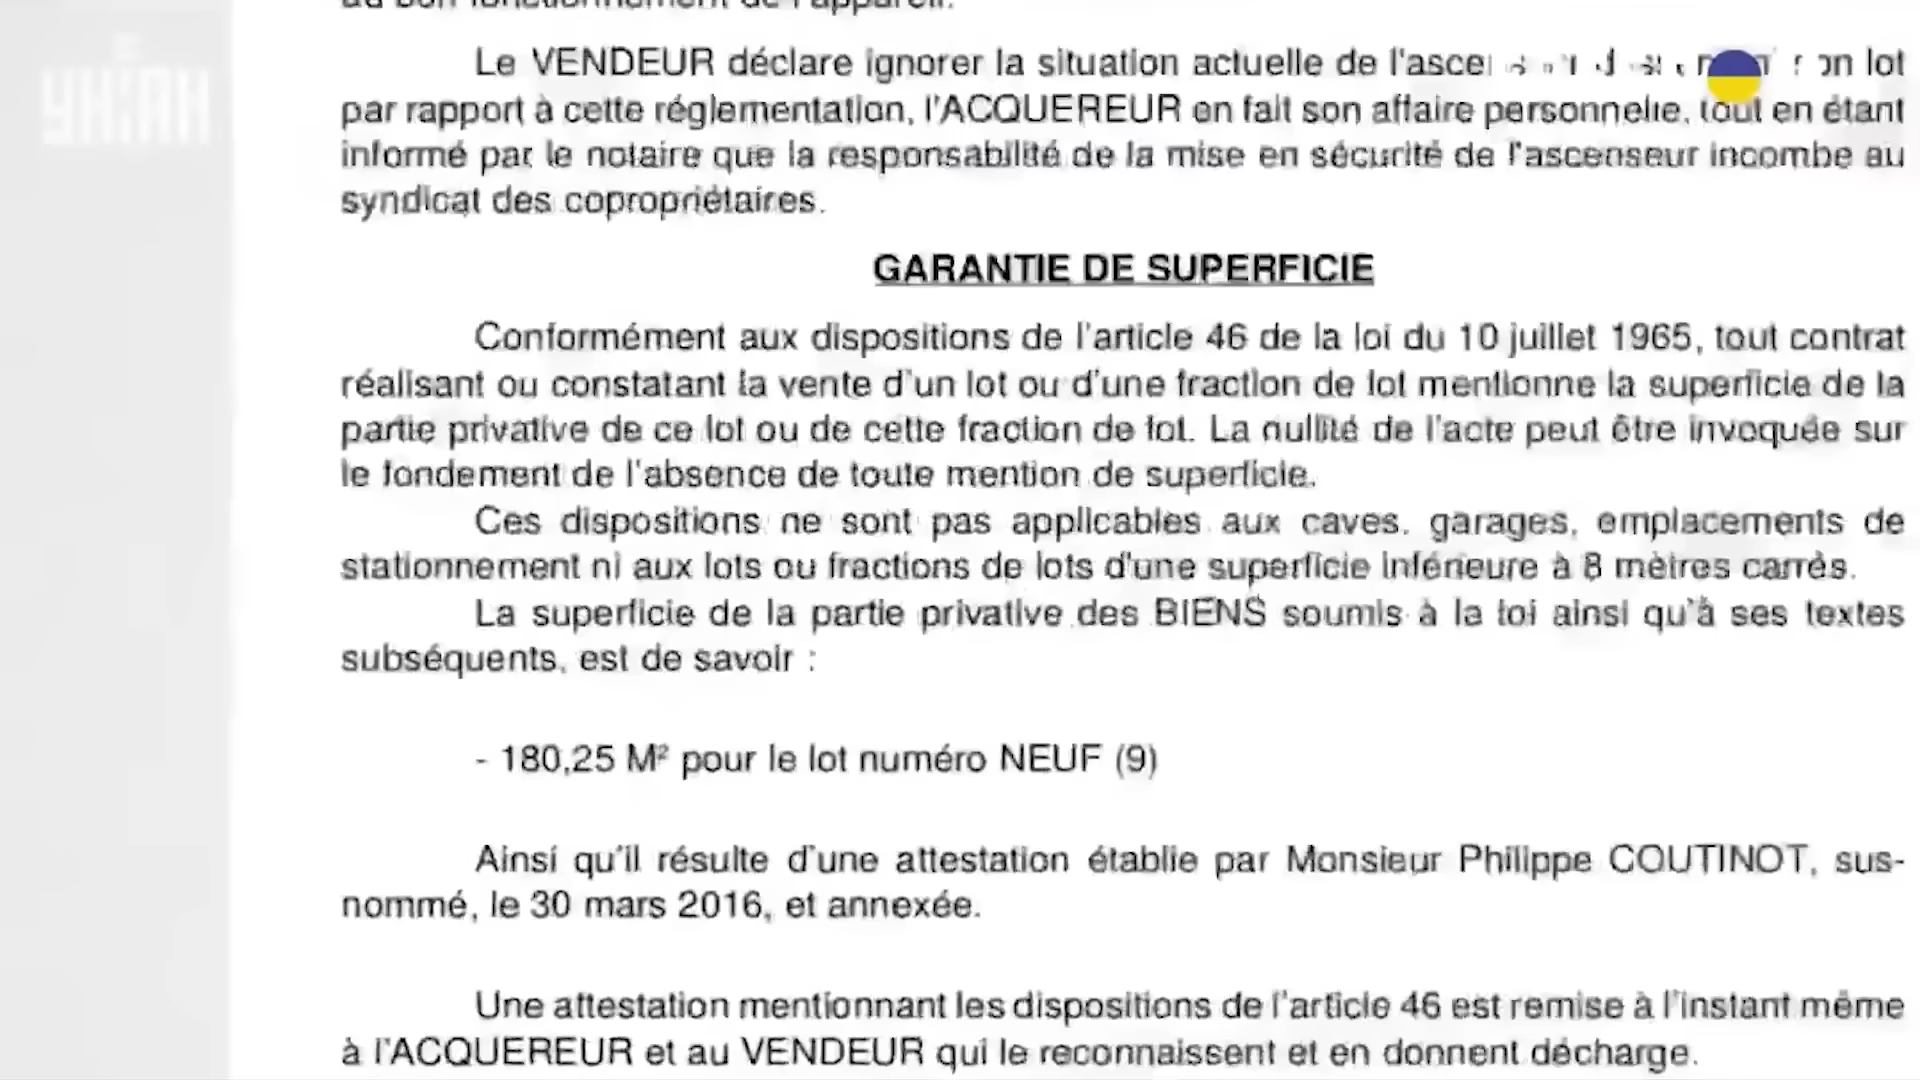 au bon fonctionnement de l'appareil.
УНІАН
Le VENDEUR déclare ignorer la situation actuelle de l'asce on lot
par rapport à cette réglementation, l'ACQUEREUR en fait son affaire personnelle, tout en étant
informé par le notaire que la responsabilité de la mise en sécurité de l'ascenseur incombe au
syndicat des copropriétaires.
GARANTIE DE SUPERFICIE
Conformément aux dispositions de l'article 46 de la loi du 10 juillet 1965, tout contrat
réalisant ou constatant la vente d'un lot ou d'une fraction de lot mentionne la superficie de la
partie privative de ce lot ou de cette fraction de lot. La nullité de l'acte peut être invoquée sur
le fondement de l'absence de toute mention de superficie.
Ces dispositions ne sont pas applicables aux caves, garages, emplacements de
stationnement ni aux lots ou fractions de lots d'une superficie inférieure à 8 mètres carrés.
La superficie de la partie privative des BIENS soumis à la loi ainsi qu'à ses textes
subséquents, est de savoir :
- 180,25 M² pour le lot numéro NEUF (9)
Ainsi qu'il résulte d'une attestation établie par Monsieur Philippe COUTINOT, sus-
nommé, le 30 mars 2016, et annexée.
Une attestation mentionnant les dispositions de l'article 46 est remise à l'instant même
à l'ACQUEREUR et au VENDEUR qui le reconnaissent et en donnent décharge.